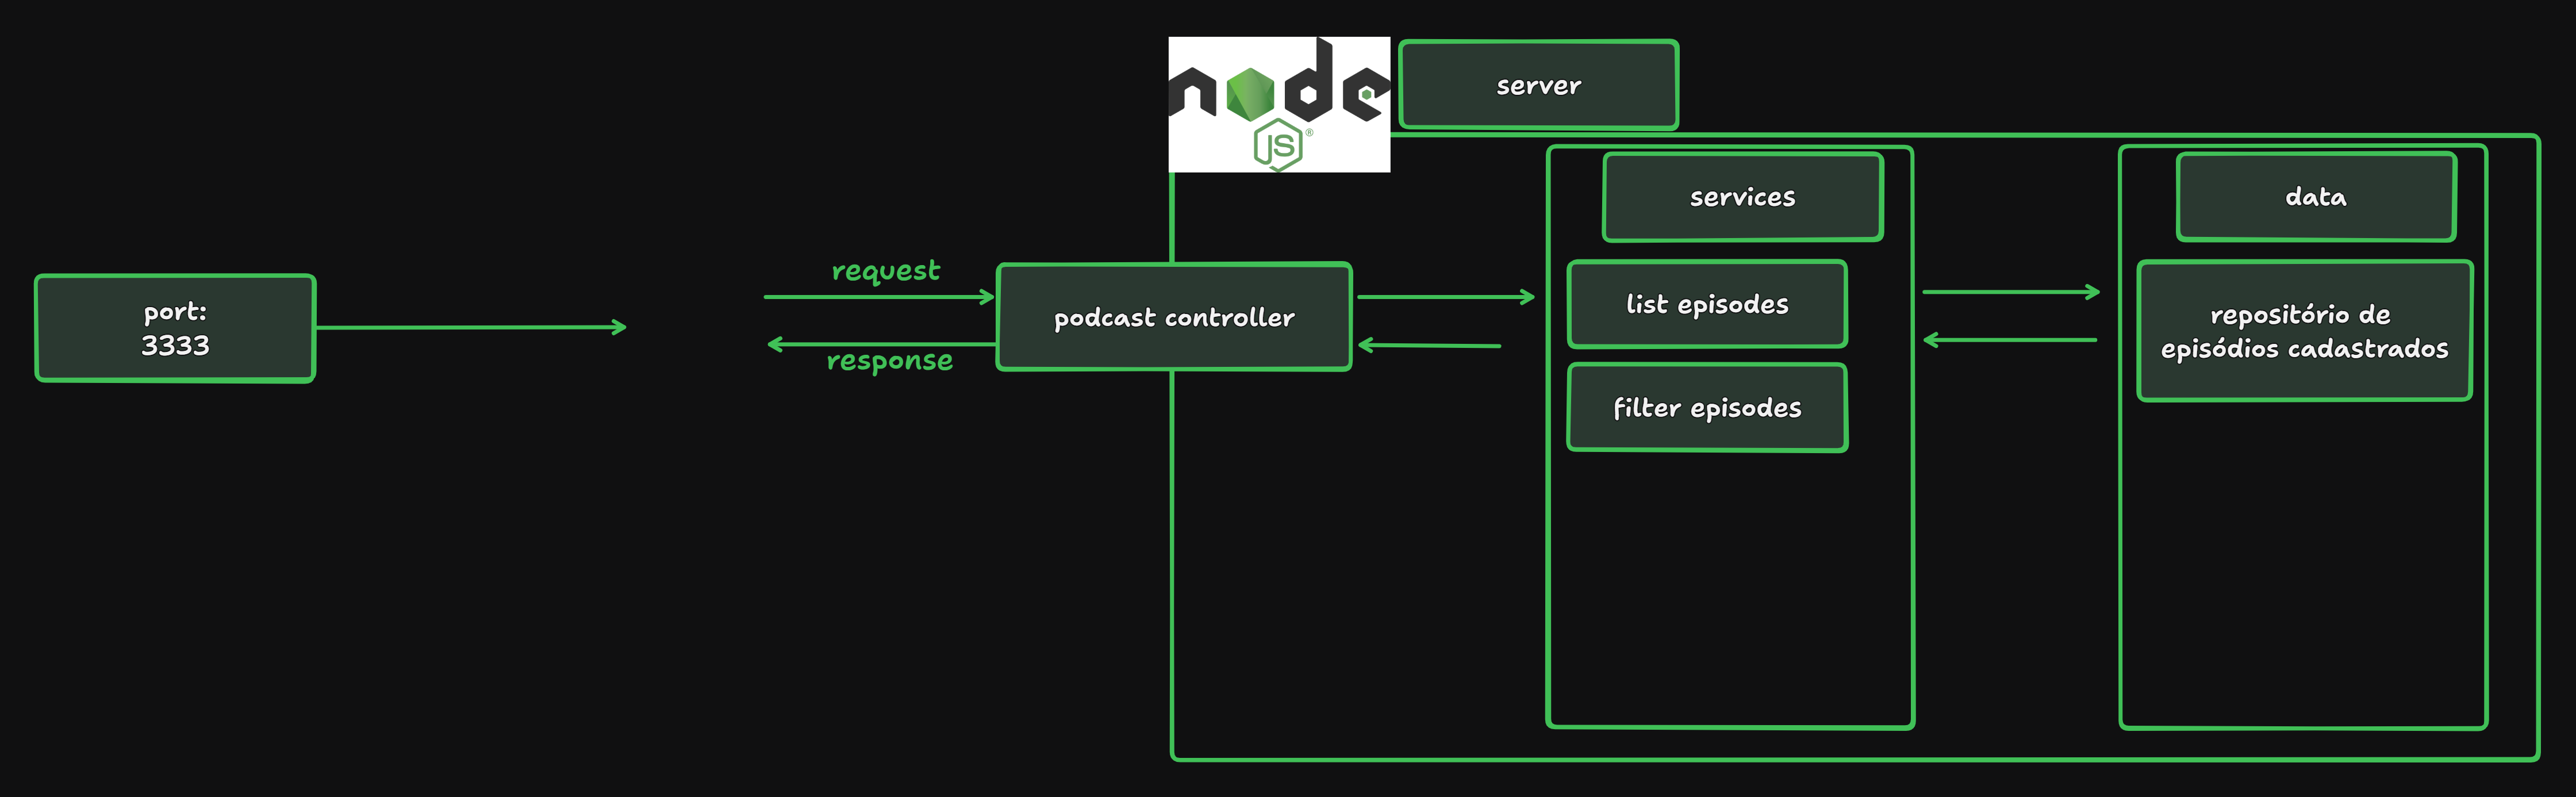 node
JS
®
server
services
data
request
port:
3333
podcast controller
response
list episodes
filter episodes
repositório de
episódios cadastrados